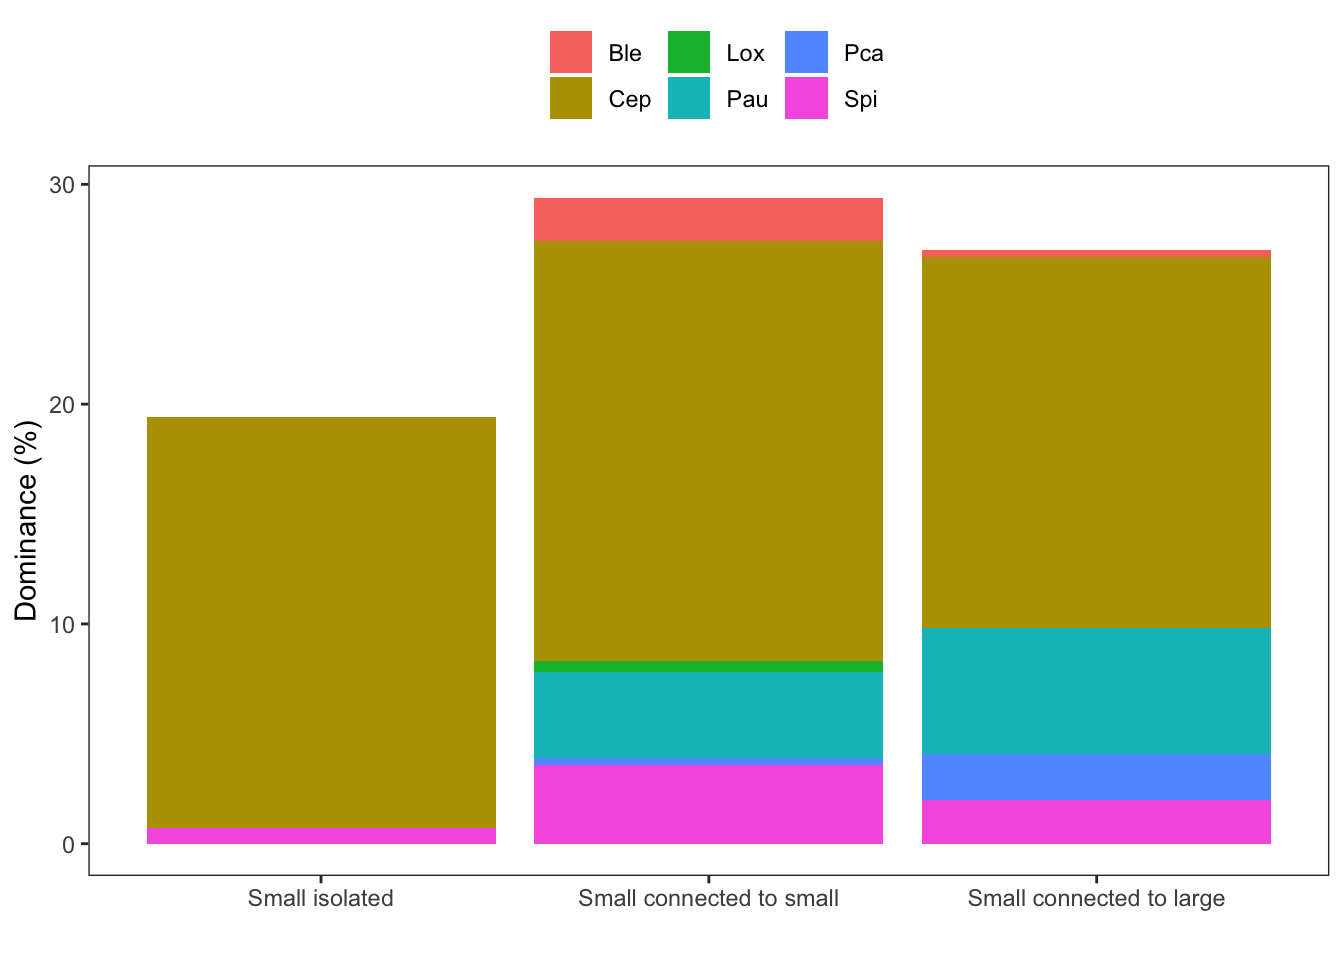 Ble Lox Pca
Cep Pau Spi
30
20
10
0
Dominance (%)
Small isolated Small connected to small Small connected to large